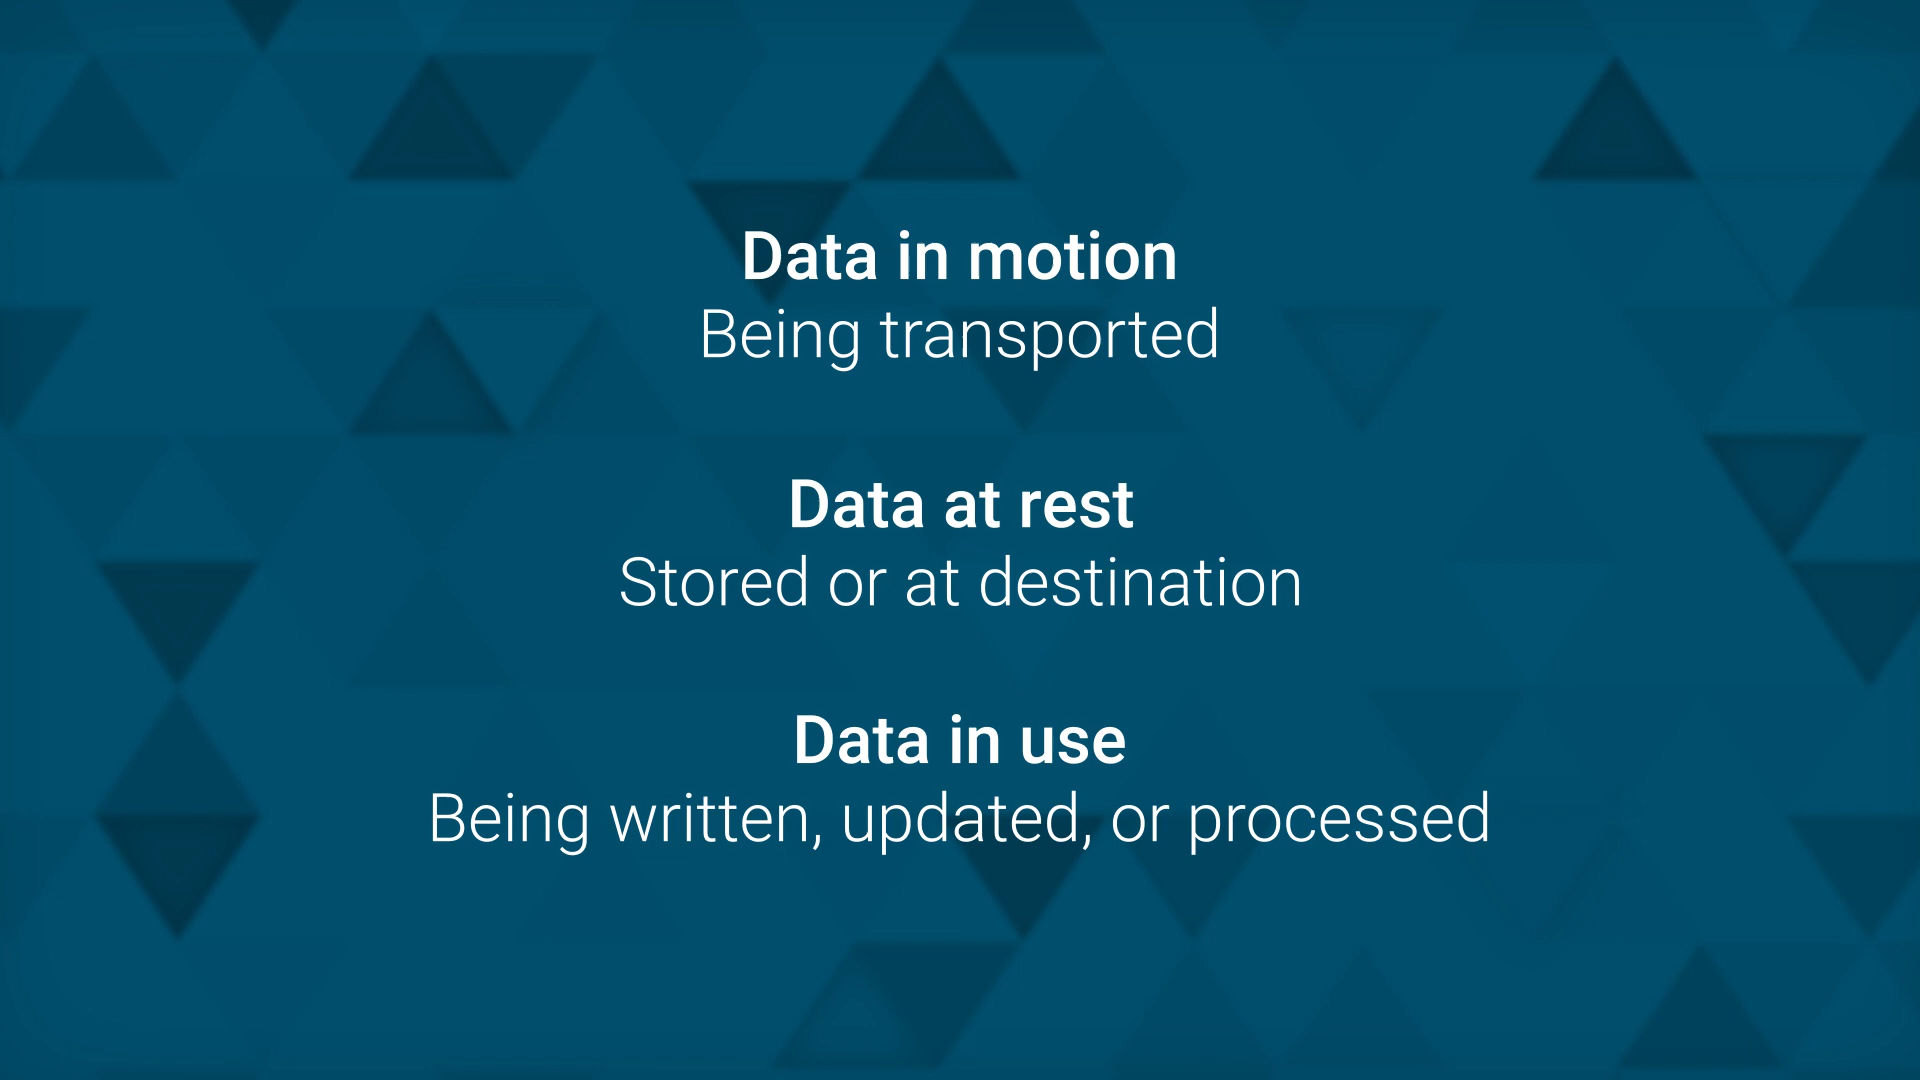 Data in motion
Being transported
Data at rest
Stored or at destination
Data in use
Being written, updated, or processed